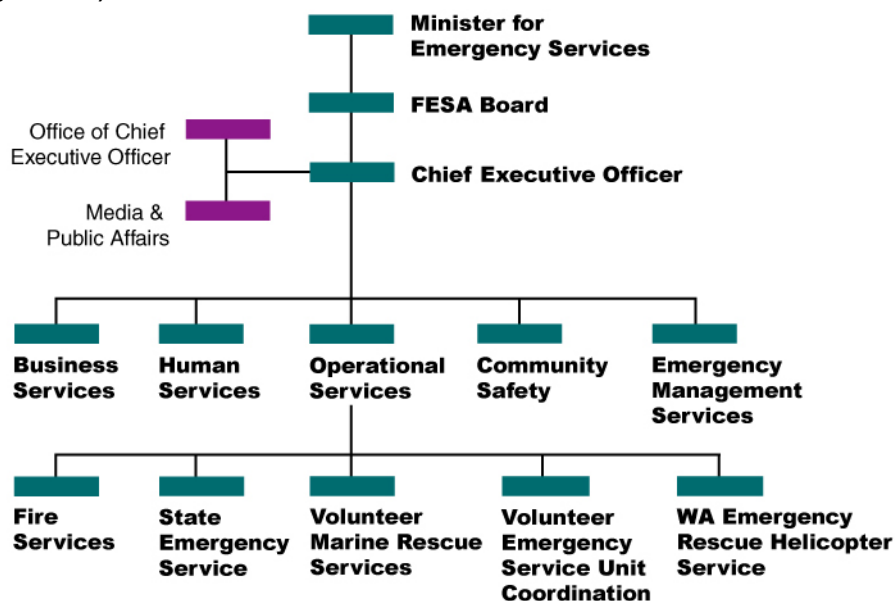 Minister for
Emergency Services
FESA Board
Office of Chief
Executive Officer
Chief Executive Officer
Media &
Public Affairs
Business
Services
Human
Services
Operational
Services
Community
Safety
Emergency
Management
Services
Fire
Services
State
Emergency
Service
Volunteer
Marine Rescue
Services
Volunteer
Emergency
Service Unit
Coordination
WA Emergency
Rescue Helicopter
Service